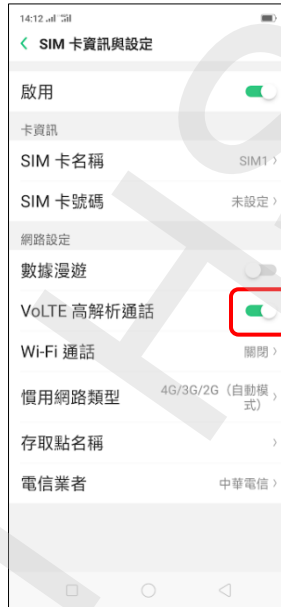 14:12
SIM 卡資訊與設定
啟用
卡資訊
SIM 卡名稱 SIM1
SIM 卡號碼 未設定
網路設定
數據漫遊
VoLTE 高解析通話
Wi-Fi 通話 關閉
慣用網路類型 4G/3G/2G（自動模
式）
存取點名稱
電信業者 中華電信